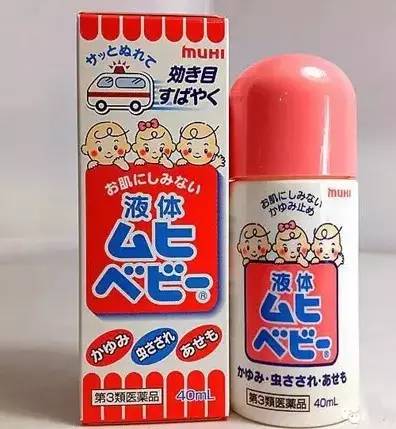 muHI
サッとぬれて
効き目
すばやく
お肌にしみない
液体
ムヒ
ベビー®
かゆみ
虫さされ
あせも
第3類医薬品
40mL
muHI
お肌にしみない
かゆみ止め
液体
ムヒ
ベビー®
かゆみ・虫さされ・あせも
第3類医薬品
40mL